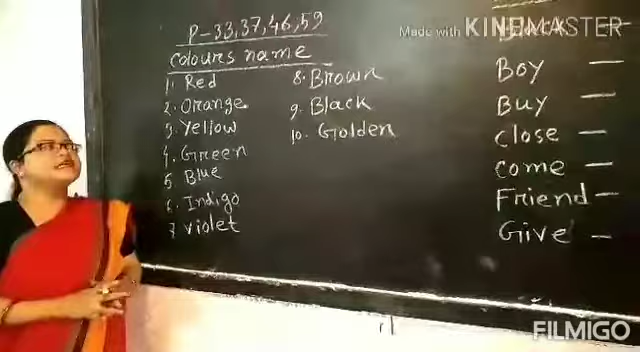 P-33,37,46,59
Colours name
1. Red
2. Orange
3. Yellow
4. Green
5 Blue
6. Indigo
7 Violet
8. Brown
9. Black
10. Golden
Boy —
Buy —
Close —
Come —
Friend —
Give —
Made with KINEMASTER
FILMIGO